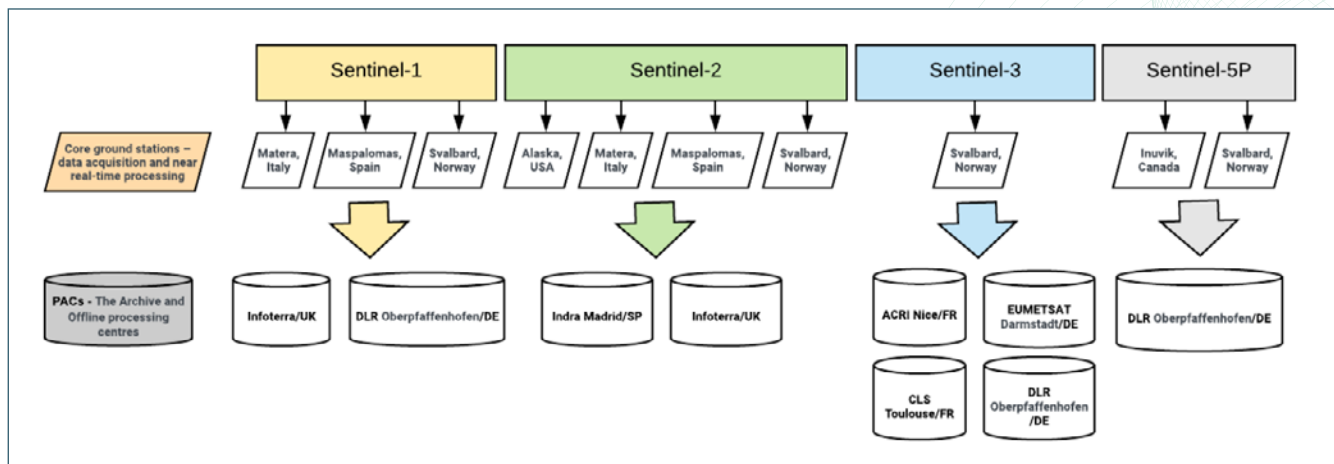 Sentinel-1
Sentinel-2
Sentinel-3
Sentinel-5P
Core ground stations –
data acquisition and near
real-time processing
Matera,
Italy
Maspalomas,
Spain
Svalbard,
Norway
Alaska,
USA
Matera,
Italy
Maspalomas,
Spain
Svalbard,
Norway
Svalbard,
Norway
Inuvik,
Canada
Svalbard,
Norway
PACs - The Archive and
Offline processing
centres
Infoterra/UK
DLR Oberpfaffenhofen/DE
Indra Madrid/SP
Infoterra/UK
ACRI Nice/FR
EUMETSAT
Darmstadt/DE
DLR Oberpfaffenhofen/DE
CLS
Toulouse/FR
DLR
Oberpfaffenhofen
/DE